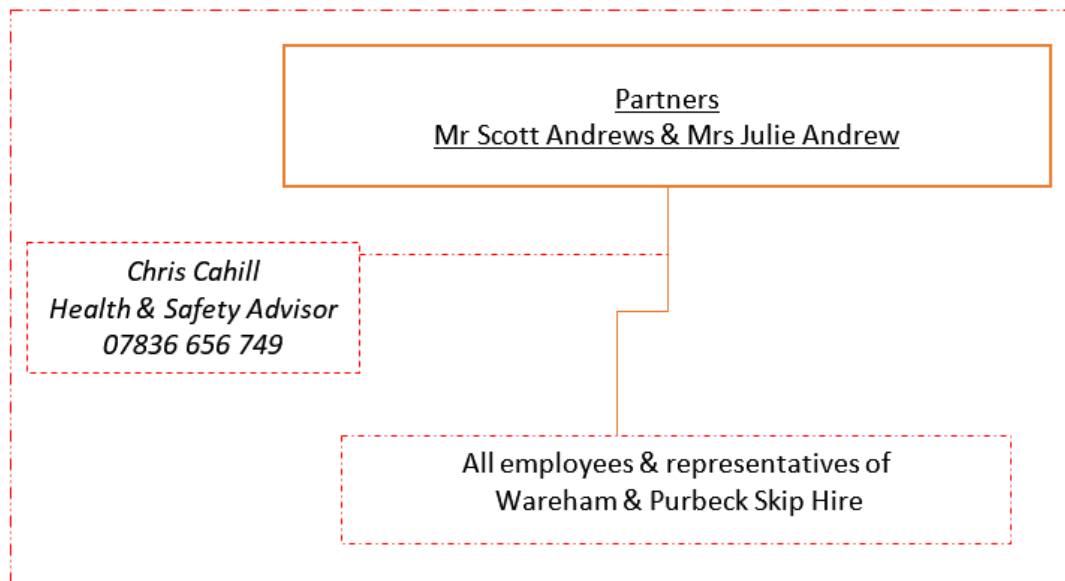 Partners
Mr Scott Andrews & Mrs Julie Andrew
Chris Cahill
Health & Safety Advisor
07836 656 749
All employees & representatives of
Wareham & Purbeck Skip Hire